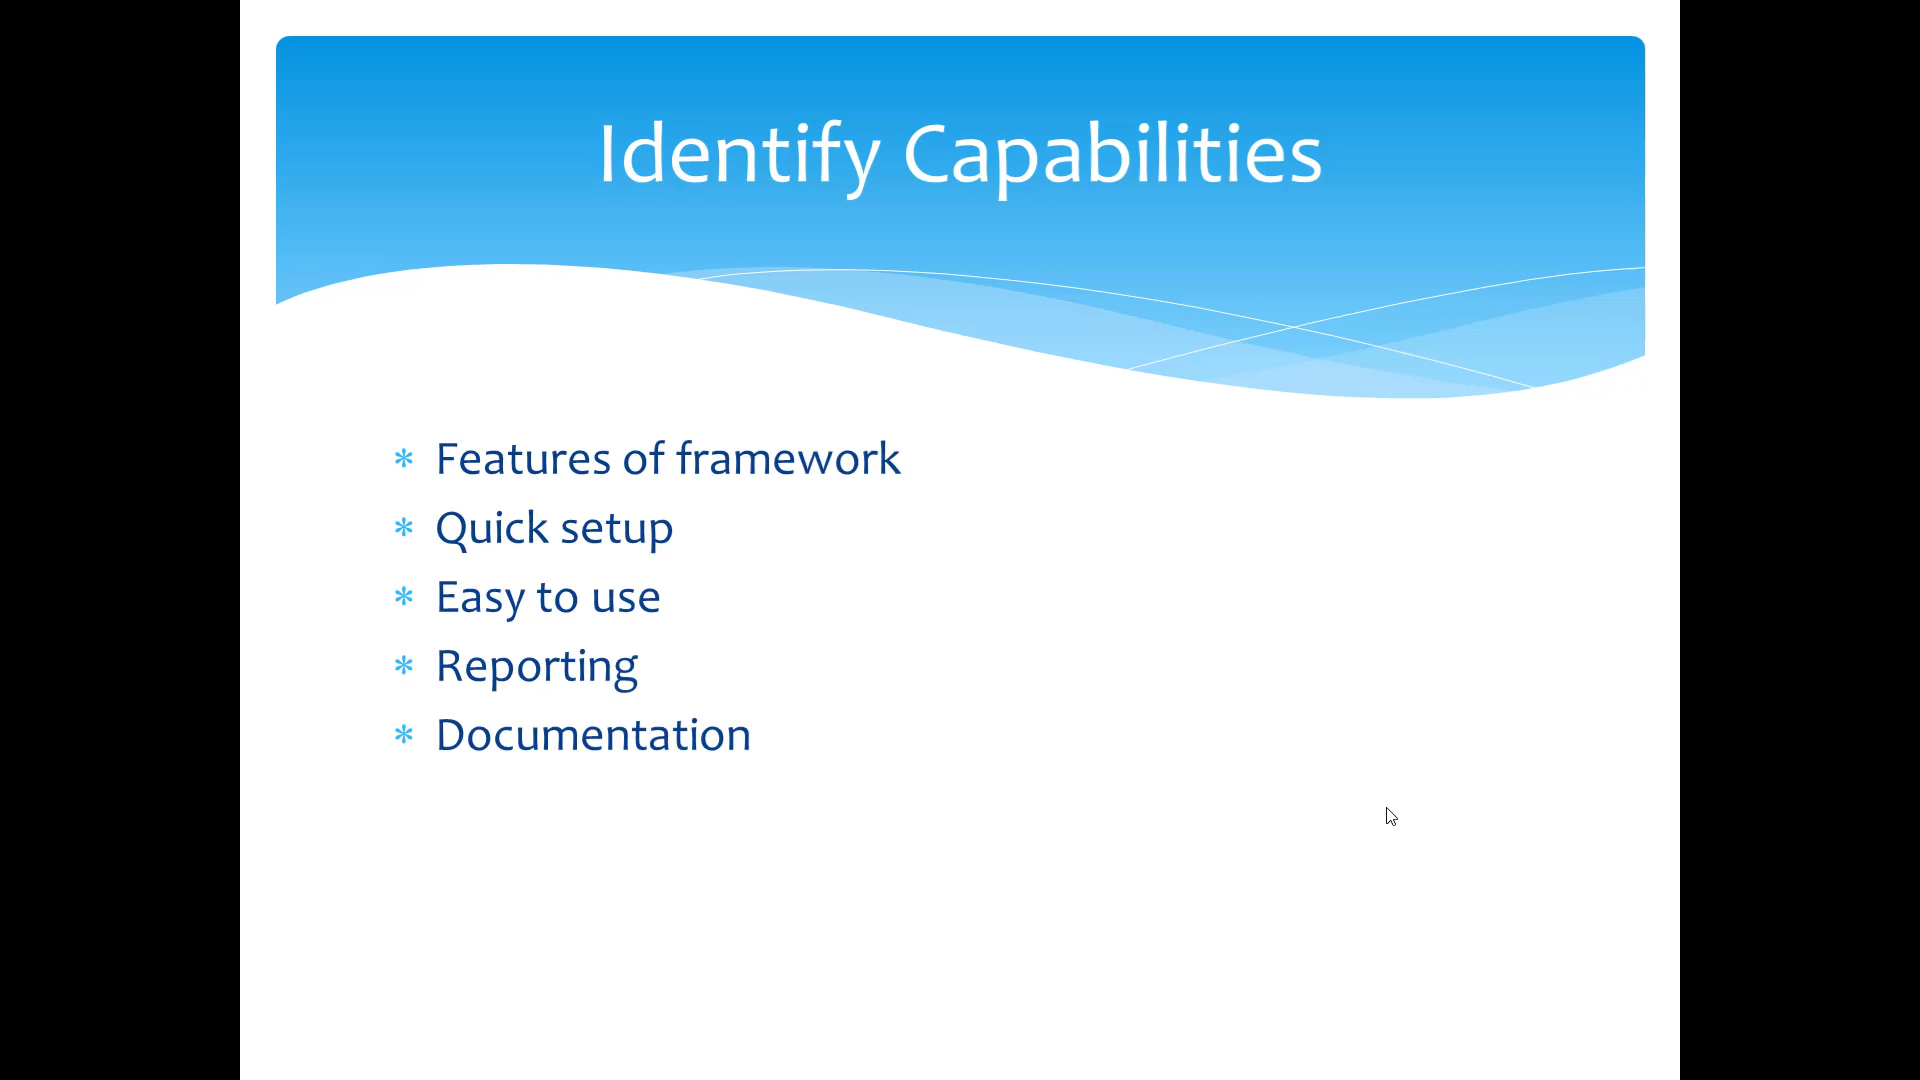 Identify Capabilities
* Features of framework
* Quick setup
* Easy to use
* Reporting
* Documentation